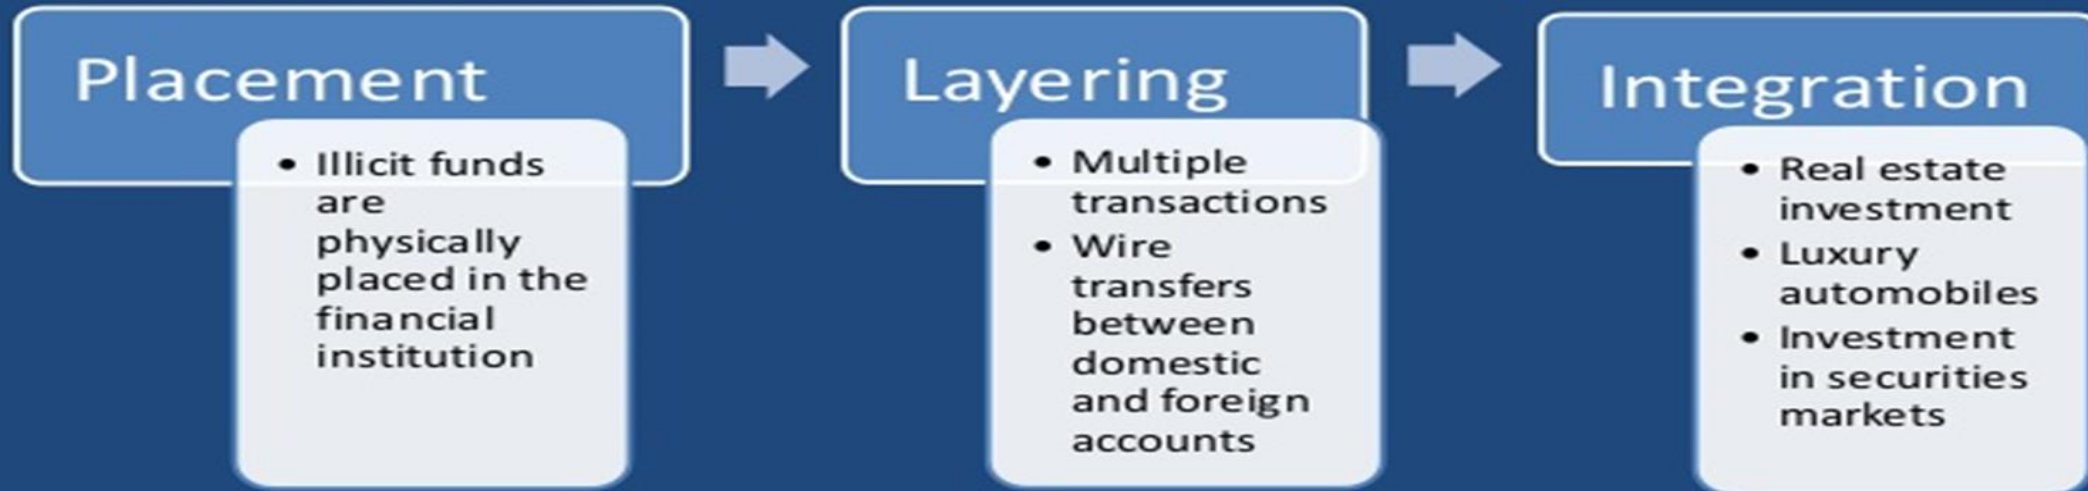 Placement
• Illicit funds
are
physically
placed in the
financial
institution
Layering
• Multiple
transactions
• Wire
transfers
between
domestic
and foreign
accounts
Integration
• Real estate
investment
• Luxury
automobiles
• Investment
in securities
markets